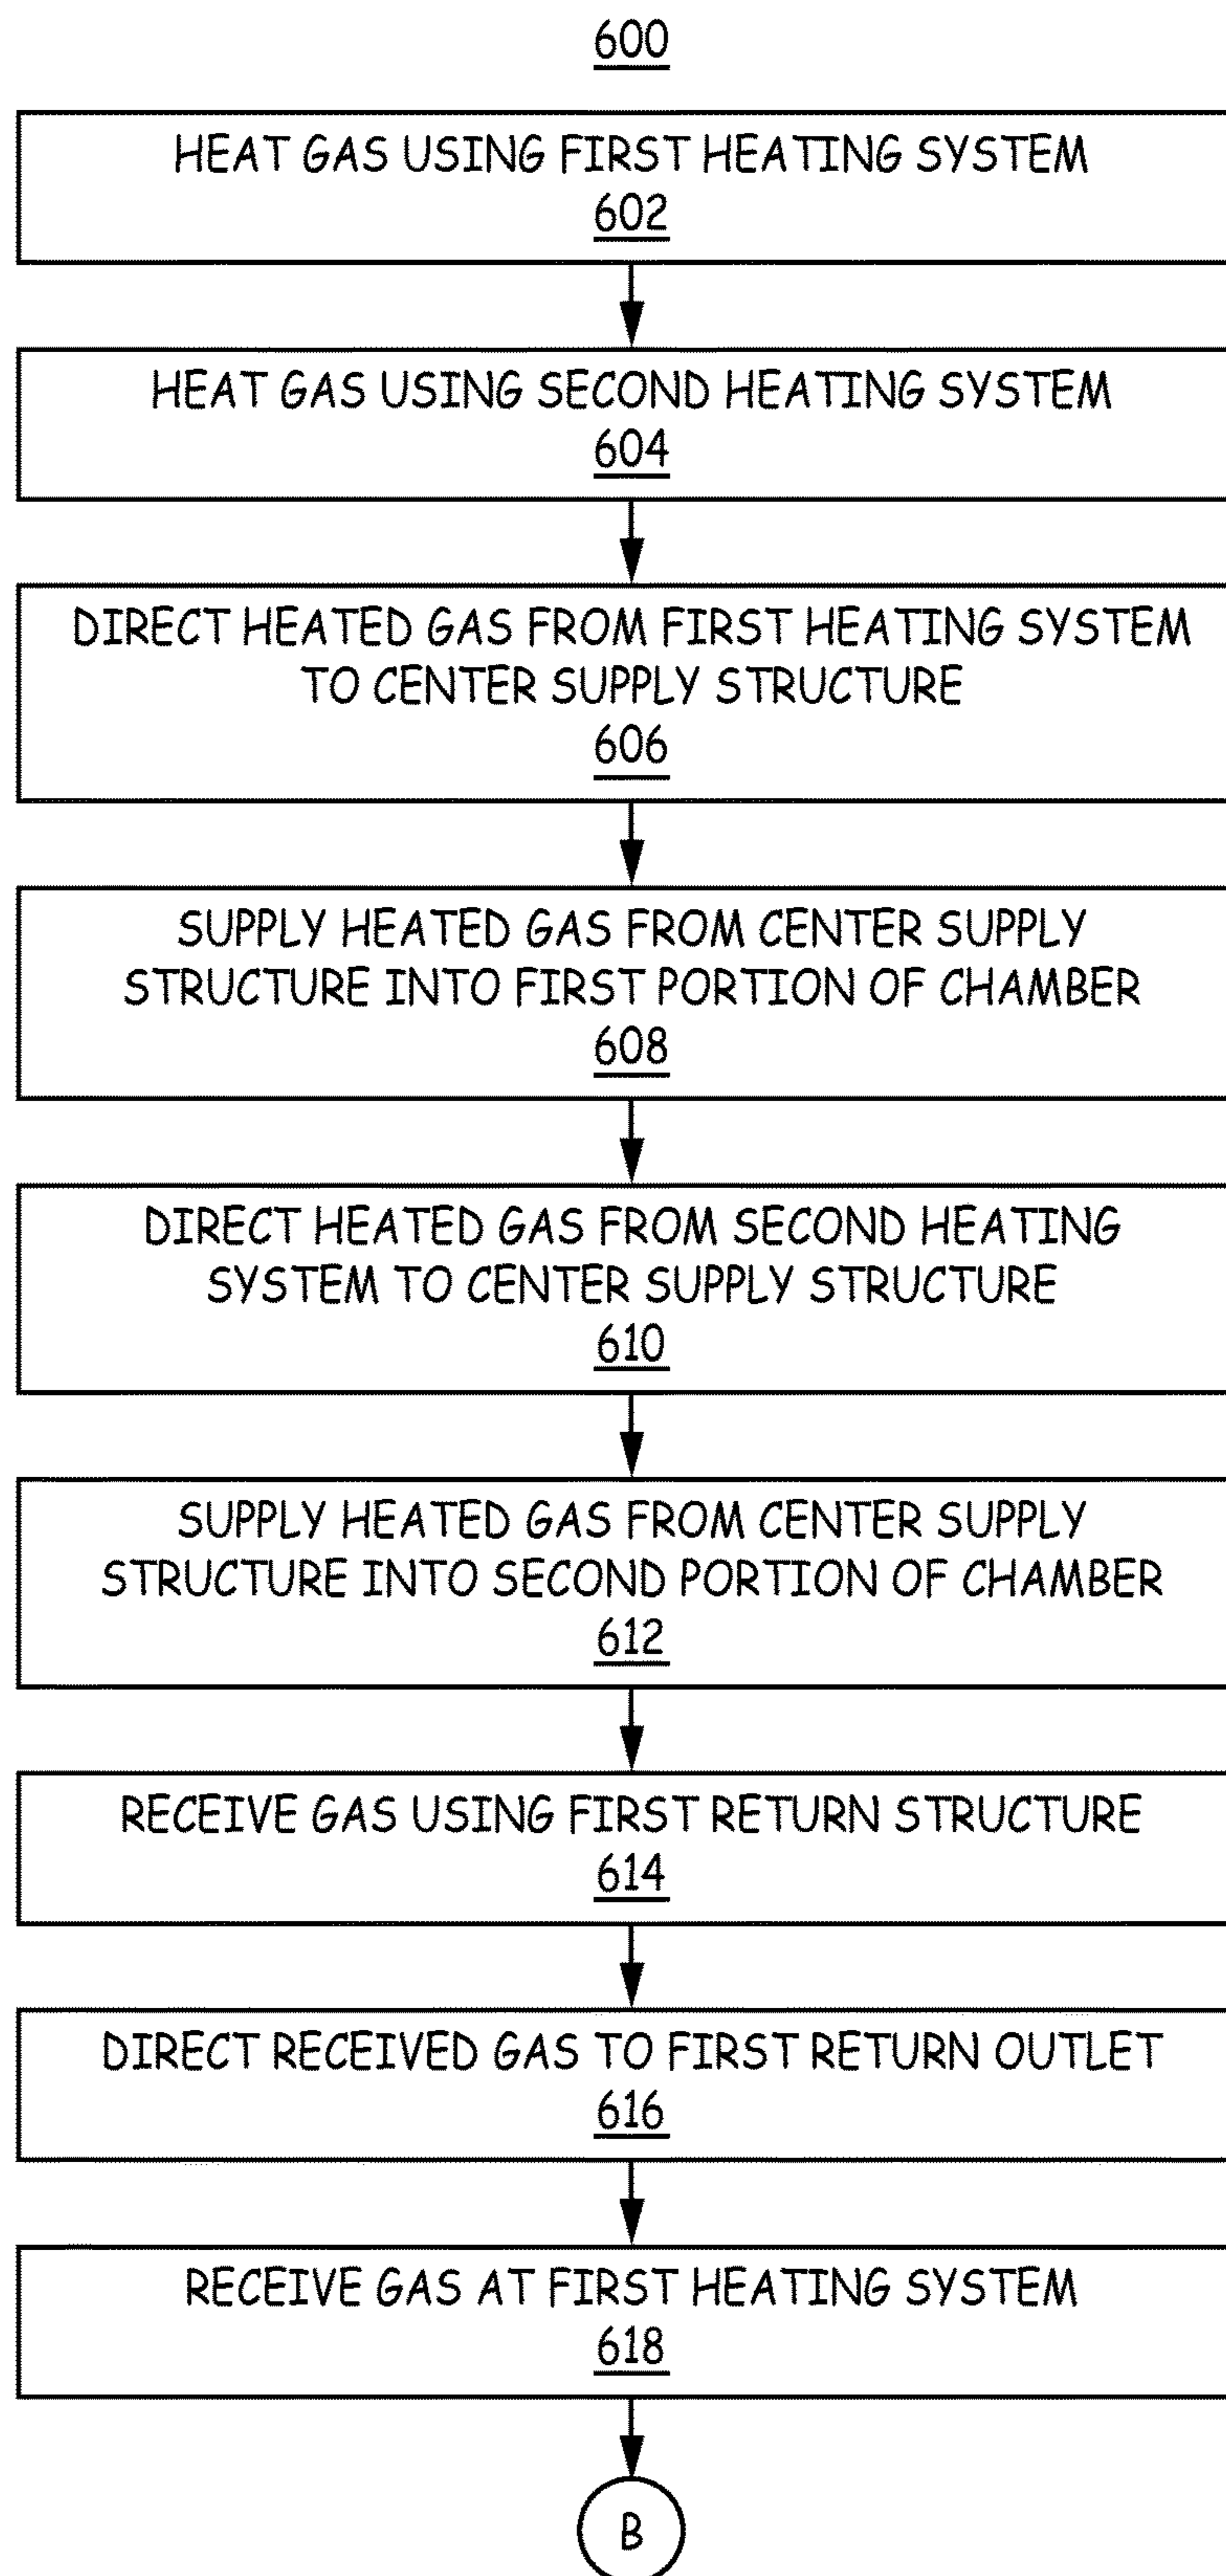 600
HEAT GAS USING FIRST HEATING SYSTEM
602
HEAT GAS USING SECOND HEATING SYSTEM
604
DIRECT HEATED GAS FROM FIRST HEATING SYSTEM
TO CENTER SUPPLY STRUCTURE
606
SUPPLY HEATED GAS FROM CENTER SUPPLY
STRUCTURE INTO FIRST PORTION OF CHAMBER
608
DIRECT HEATED GAS FROM SECOND HEATING
SYSTEM TO CENTER SUPPLY STRUCTURE
610
SUPPLY HEATED GAS FROM CENTER SUPPLY
STRUCTURE INTO SECOND PORTION OF CHAMBER
612
RECEIVE GAS USING FIRST RETURN STRUCTURE
614
DIRECT RECEIVED GAS TO FIRST RETURN OUTLET
616
RECEIVE GAS AT FIRST HEATING SYSTEM
618
B